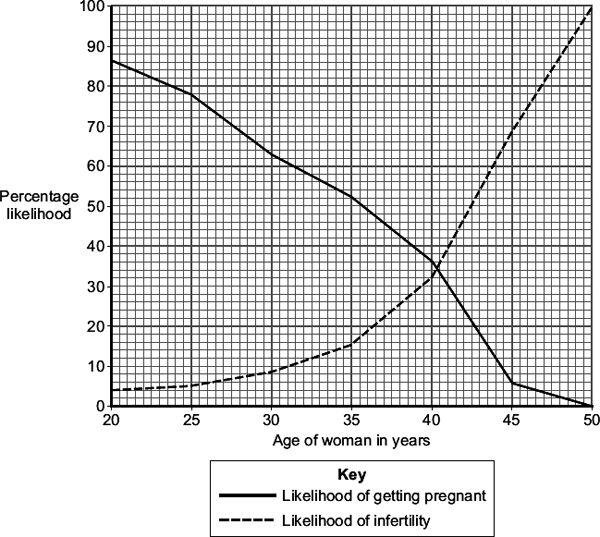 100
90
80
70
60
50
40
30
20
10
0
Percentage
likelihood
20 25 30 35 40 45 50
Age of woman in years
Key
Likelihood of getting pregnant
Likelihood of infertility